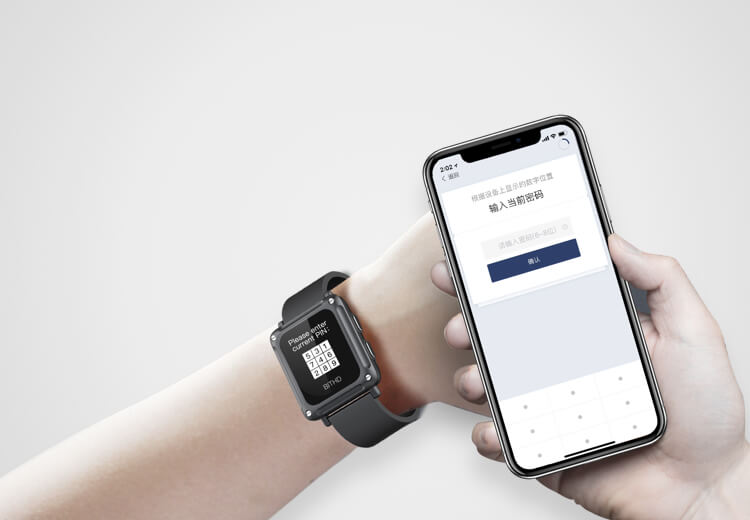 Please enter
current PIN:
5 3 1
7 4 6
2 8 9
BITHD
2:02
返回
根据设备上显示的数字位置
输入当前密码
请输入密码(6-8位)
确认